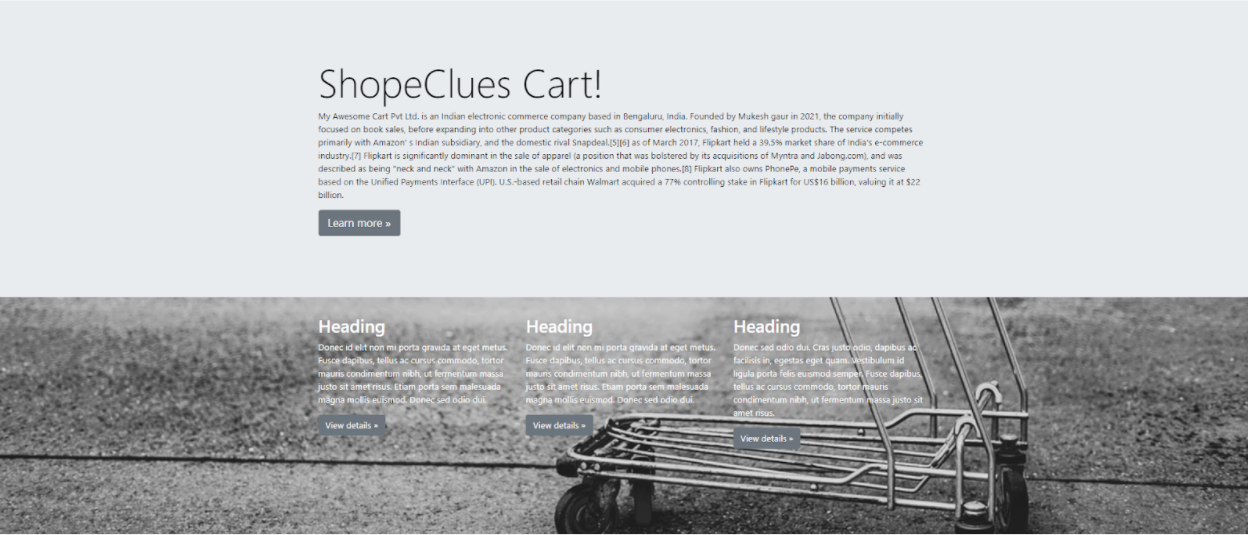 ShopeClues Cart!
My Awesome Cart Pvt Ltd. is an Indian electronic commerce company based in Bengaluru, India. Founded by Mukesh gaur in 2021, the company initially
focused on book sales, before expanding into other product categories such as consumer electronics, fashion, and lifestyle products. The service competes
primarily with Amazon' s Indian subsidiary, and the domestic rival Snapdeal.[5][6] as of March 2017, Flipkart held a 39.5% market share of India's e-commerce
industry.[7] Flipkart is significantly dominant in the sale of apparel (a position that was bolstered by its acquisitions of Myntra and Jabong.com), and was
described as being "neck and neck" with Amazon in the sale of electronics and mobile phones.[8] Flipkart also owns PhonePe, a mobile payments service
based on the Unified Payments Interface (UPI). U.S.-based retail chain Walmart acquired a 77% controlling stake in Flipkart for US$16 billion, valuing it at $22
billion.
Learn more »
Heading
Donec id elit non mi porta gravida at eget metus.
Fusce dapibus, tellus ac cursus commodo, tortor
mauris condimentum nibh, ut fermentum massa
justo sit amet risus. Etiam porta sem malesuada
magna mollis euismod. Donec sed odio dui.
View details »
Heading
Donec id elit non mi porta gravida at eget metus.
Fusce dapibus, tellus ac cursus commodo, tortor
mauris condimentum nibh, ut fermentum massa
justo sit amet risus. Etiam porta sem malesuada
magna mollis euismod. Donec sed odio dui.
View details »
Heading
Donec sed odio dui. Cras justo odio, dapibus ac
facilisis in, egestas eget quam. Vestibulum id
ligula porta felis euismod semper. Fusce dapibus,
tellus ac cursus commodo, tortor mauris
condimentum nibh, ut fermentum massa justo sit
amet risus.
View details »